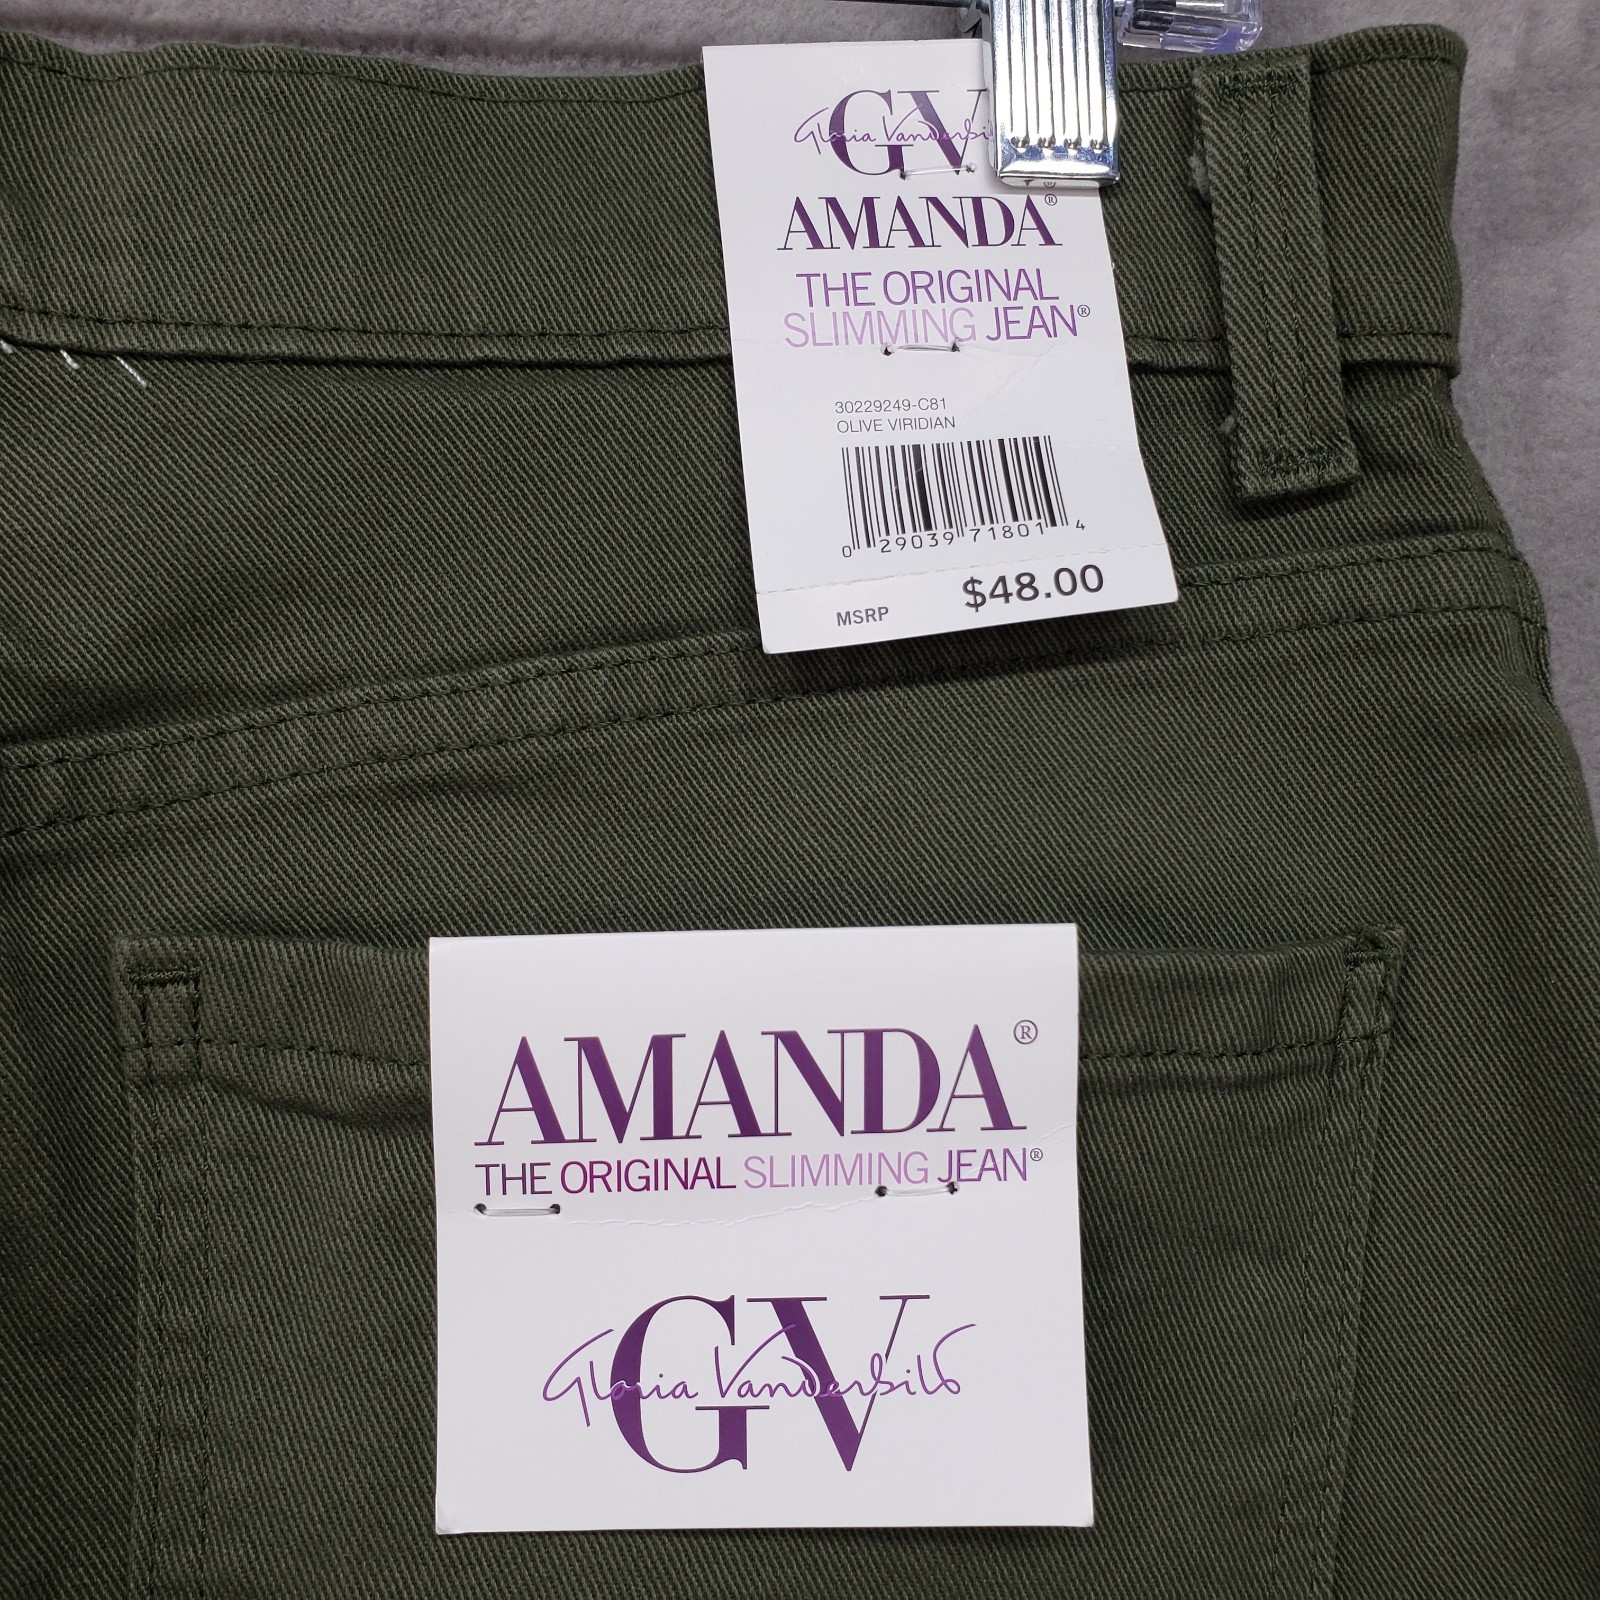 GV
Gloria Vanderbi
AMANDA®
THE ORIGINAL
SLIMMING JEAN®
30229249-C81
OLIVE VIRIDIAN
0 29039 71801 4
MSRP $48.00
AMANDA®
THE ORIGINAL SLIMMING JEAN®
GV
Gloria Vanderbilt